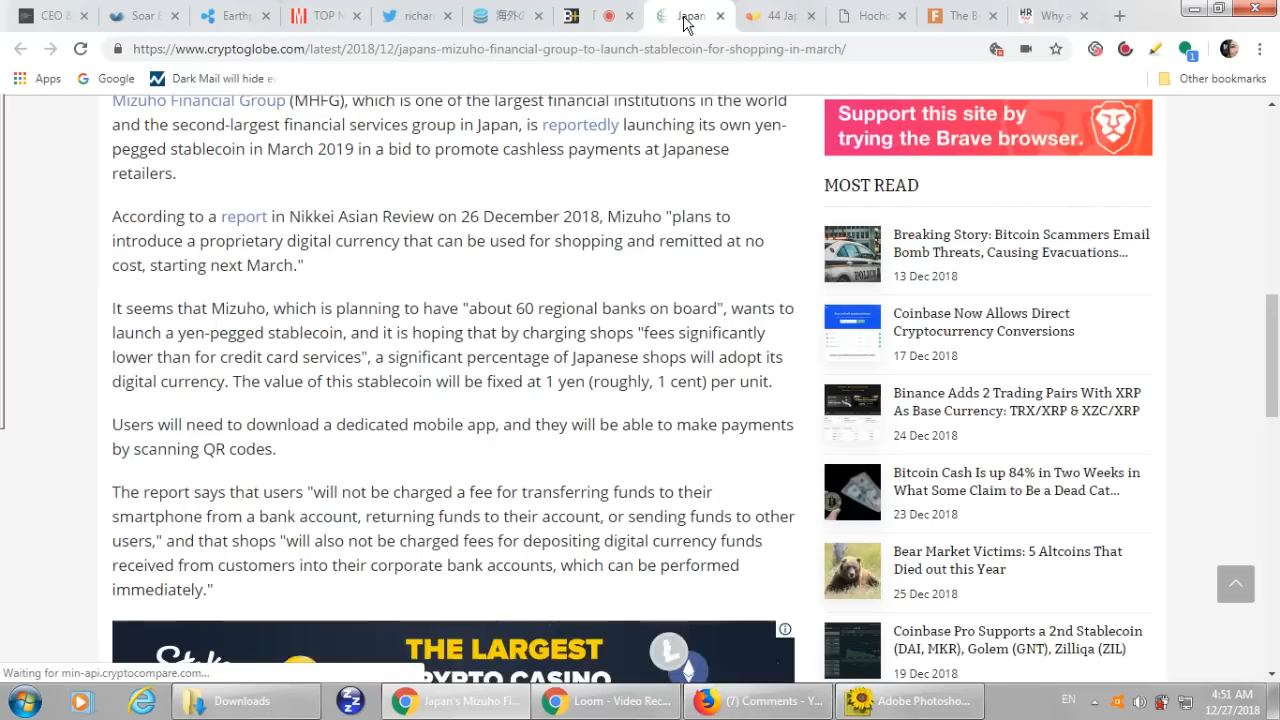 CEO &
Soar E
Earthp
TOP N
richar
海外
Japan
44 Jap
Hocho
The B
Why a
https://www.cryptoglobe.com/latest/2018/12/japans-mizuho-financial-group-to-launch-stablecoin-for-shopping-in-march/
Apps
Google
Dark Mail will hide e
Other bookmarks
Mizuho Financial Group (MHFG), which is one of the largest financial institutions in the world
and the second-largest financial services group in Japan, is reportedly launching its own yen-
pegged stablecoin in March 2019 in a bid to promote cashless payments at Japanese
retailers.
According to a report in Nikkei Asian Review on 26 December 2018, Mizuho "plans to
introduce a proprietary digital currency that can be used for shopping and remitted at no
cost, starting next March."
It seems that Mizuho, which is planning to have "about 60 regional banks on board", wants to
launch a yen-pegged stablecoin, and it is hoping that by charging shops "fees significantly
lower than for credit card services", a significant percentage of Japanese shops will adopt its
digital currency. The value of this stablecoin will be fixed at 1 yen (roughly, 1 cent) per unit.
Users will need to download a dedicated mobile app, and they will be able to make payments
by scanning QR codes.
The report says that users "will not be charged a fee for transferring funds to their
smartphone from a bank account, returning funds to their account, or sending funds to other
users," and that shops "will also not be charged fees for depositing digital currency funds
received from customers into their corporate bank accounts, which can be performed
immediately."
THE LARGEST
CRYPTO CASINO
Support this site by
trying the Brave browser.
MOST READ
Breaking Story: Bitcoin Scammers Email
Bomb Threats, Causing Evacuations...
13 Dec 2018
Coinbase Now Allows Direct
Cryptocurrency Conversions
17 Dec 2018
Binance Adds 2 Trading Pairs With XRP
As Base Currency: TRX/XRP & XZC/XRP
24 Dec 2018
Bitcoin Cash Is up 84% in Two Weeks in
What Some Claim to Be a Dead Cat...
23 Dec 2018
Bear Market Victims: 5 Altcoins That
Died out this Year
25 Dec 2018
Coinbase Pro Supports a 2nd Stablecoin
(DAI, MKR), Golem (GNT), Zilliqa (ZIL)
19 Dec 2018
Waiting for min-api.cryptocompare.com...
Downloads
Japan's Mizuho Fi...
Loom - Video Rec...
(7) Comments - Y...
Adobe Photosho...
EN
4:51 AM
12/27/2018